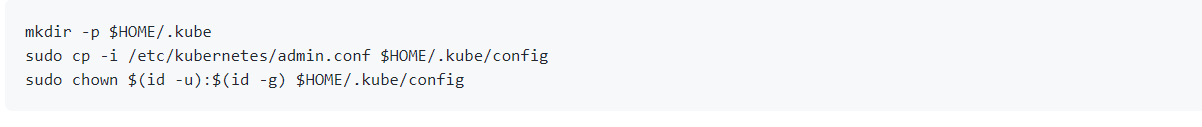 mkdir -p $HOME/.kube
sudo cp -i /etc/kubernetes/admin.conf $HOME/.kube/config
sudo chown $(id -u):$(id -g) $HOME/.kube/config